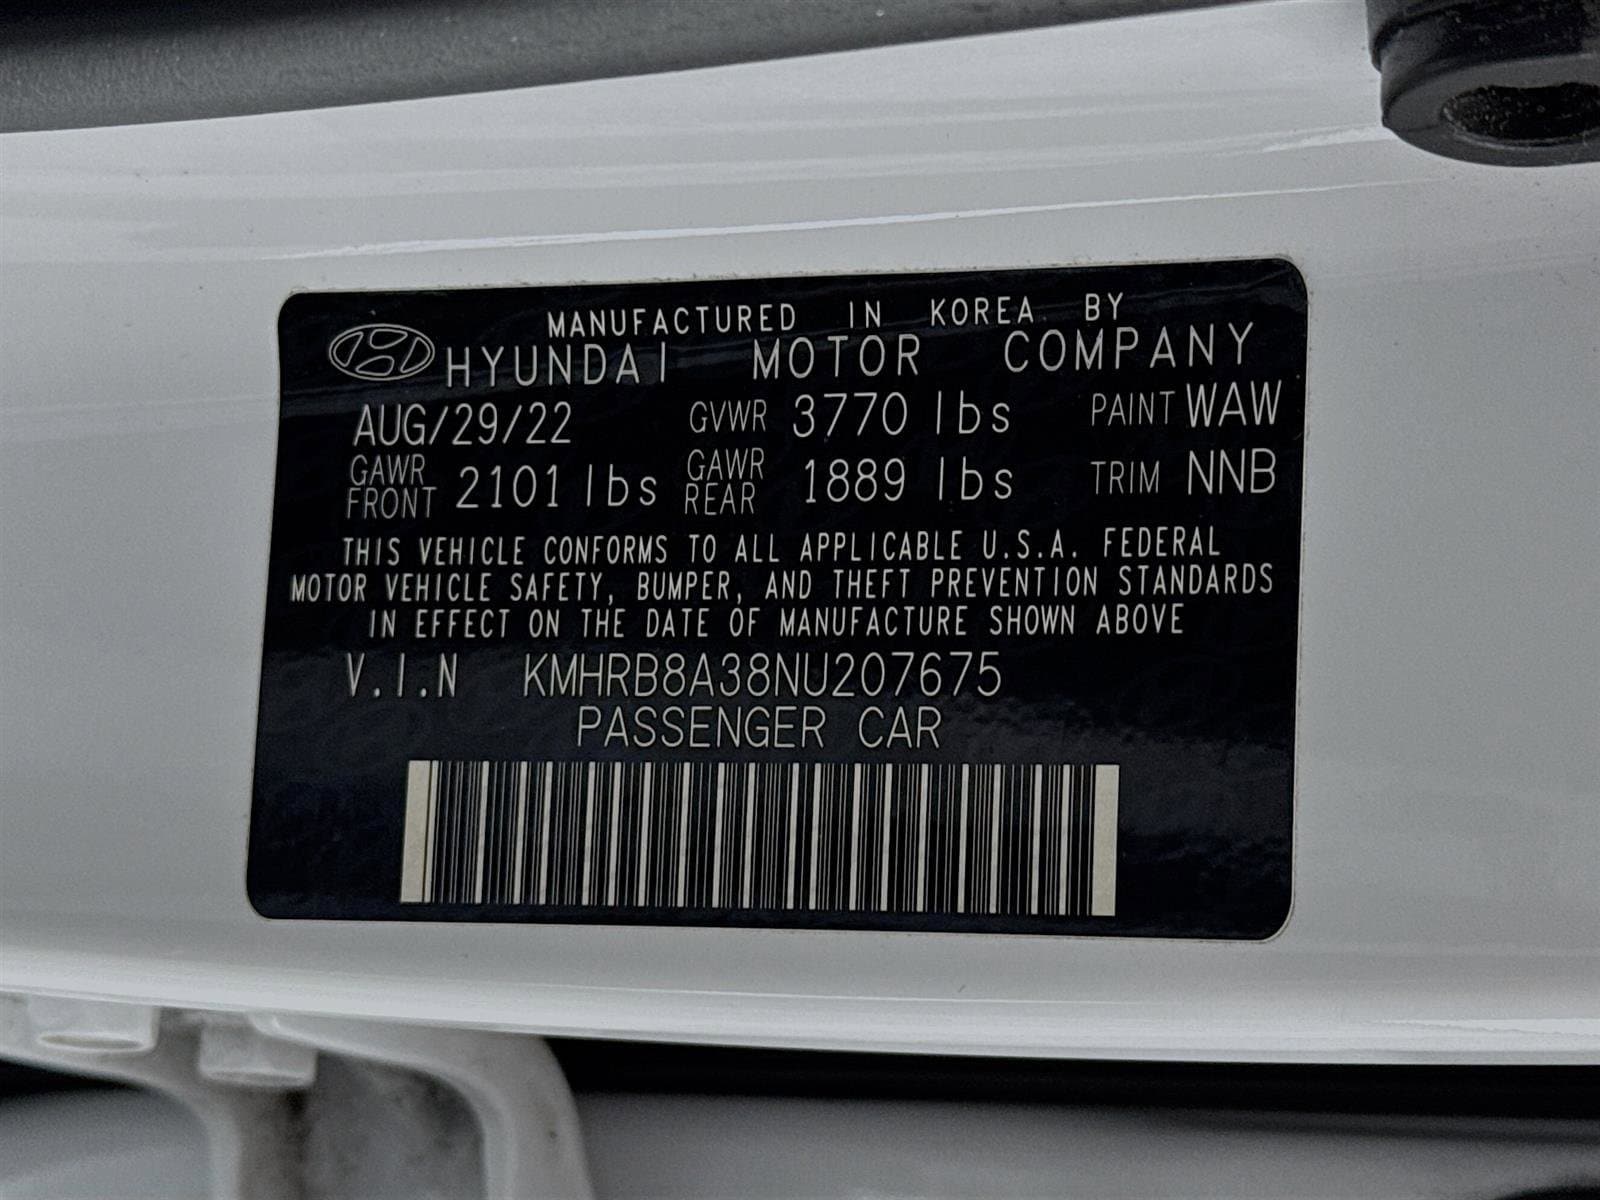 MANUFACTURED IN KOREA BY
HYUNDAI MOTOR COMPANY
AUG/29/22 GVWR 3770 lbs PAINT WAW
GAWR FRONT 2101 lbs GAWR REAR 1889 lbs TRIM NNB
THIS VEHICLE CONFORMS TO ALL APPLICABLE U.S.A. FEDERAL
MOTOR VEHICLE SAFETY, BUMPER, AND THEFT PREVENTION STANDARDS
IN EFFECT ON THE DATE OF MANUFACTURE SHOWN ABOVE
V.I.N KMHRB8A38NU207675
PASSENGER CAR